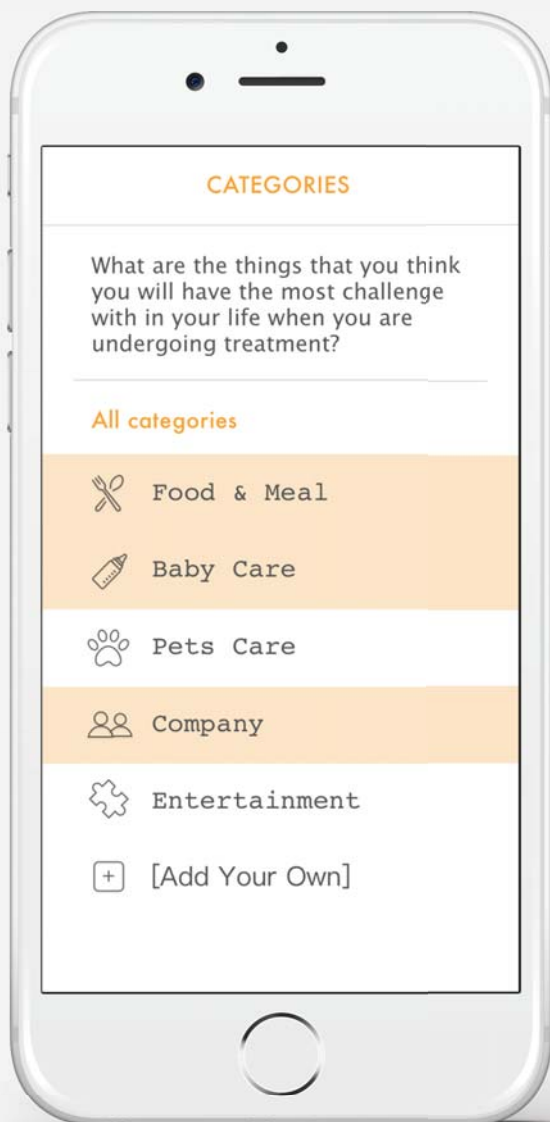 CATEGORIES
What are the things that you think
you will have the most challenge
with in your life when you are
undergoing treatment?
All categories
Food & Meal
Baby Care
Pets Care
Company
Entertainment
[Add Your Own]